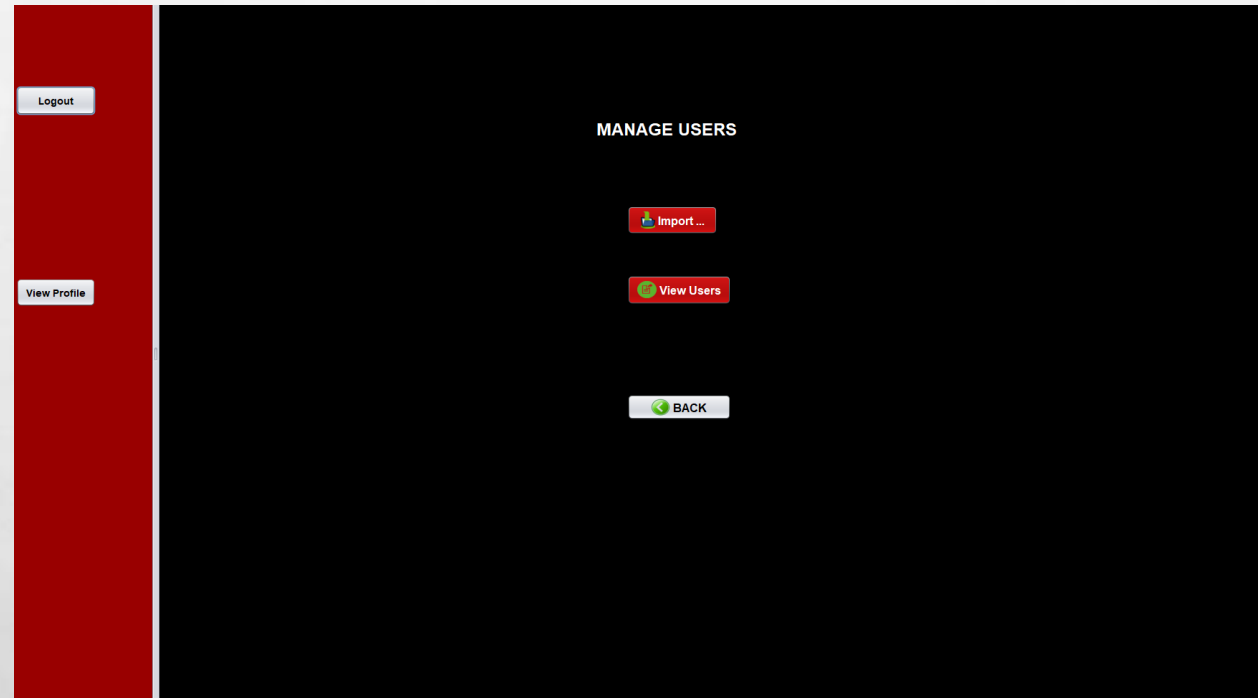 Logout
MANAGE USERS
Import ...
View Profile
View Users
BACK